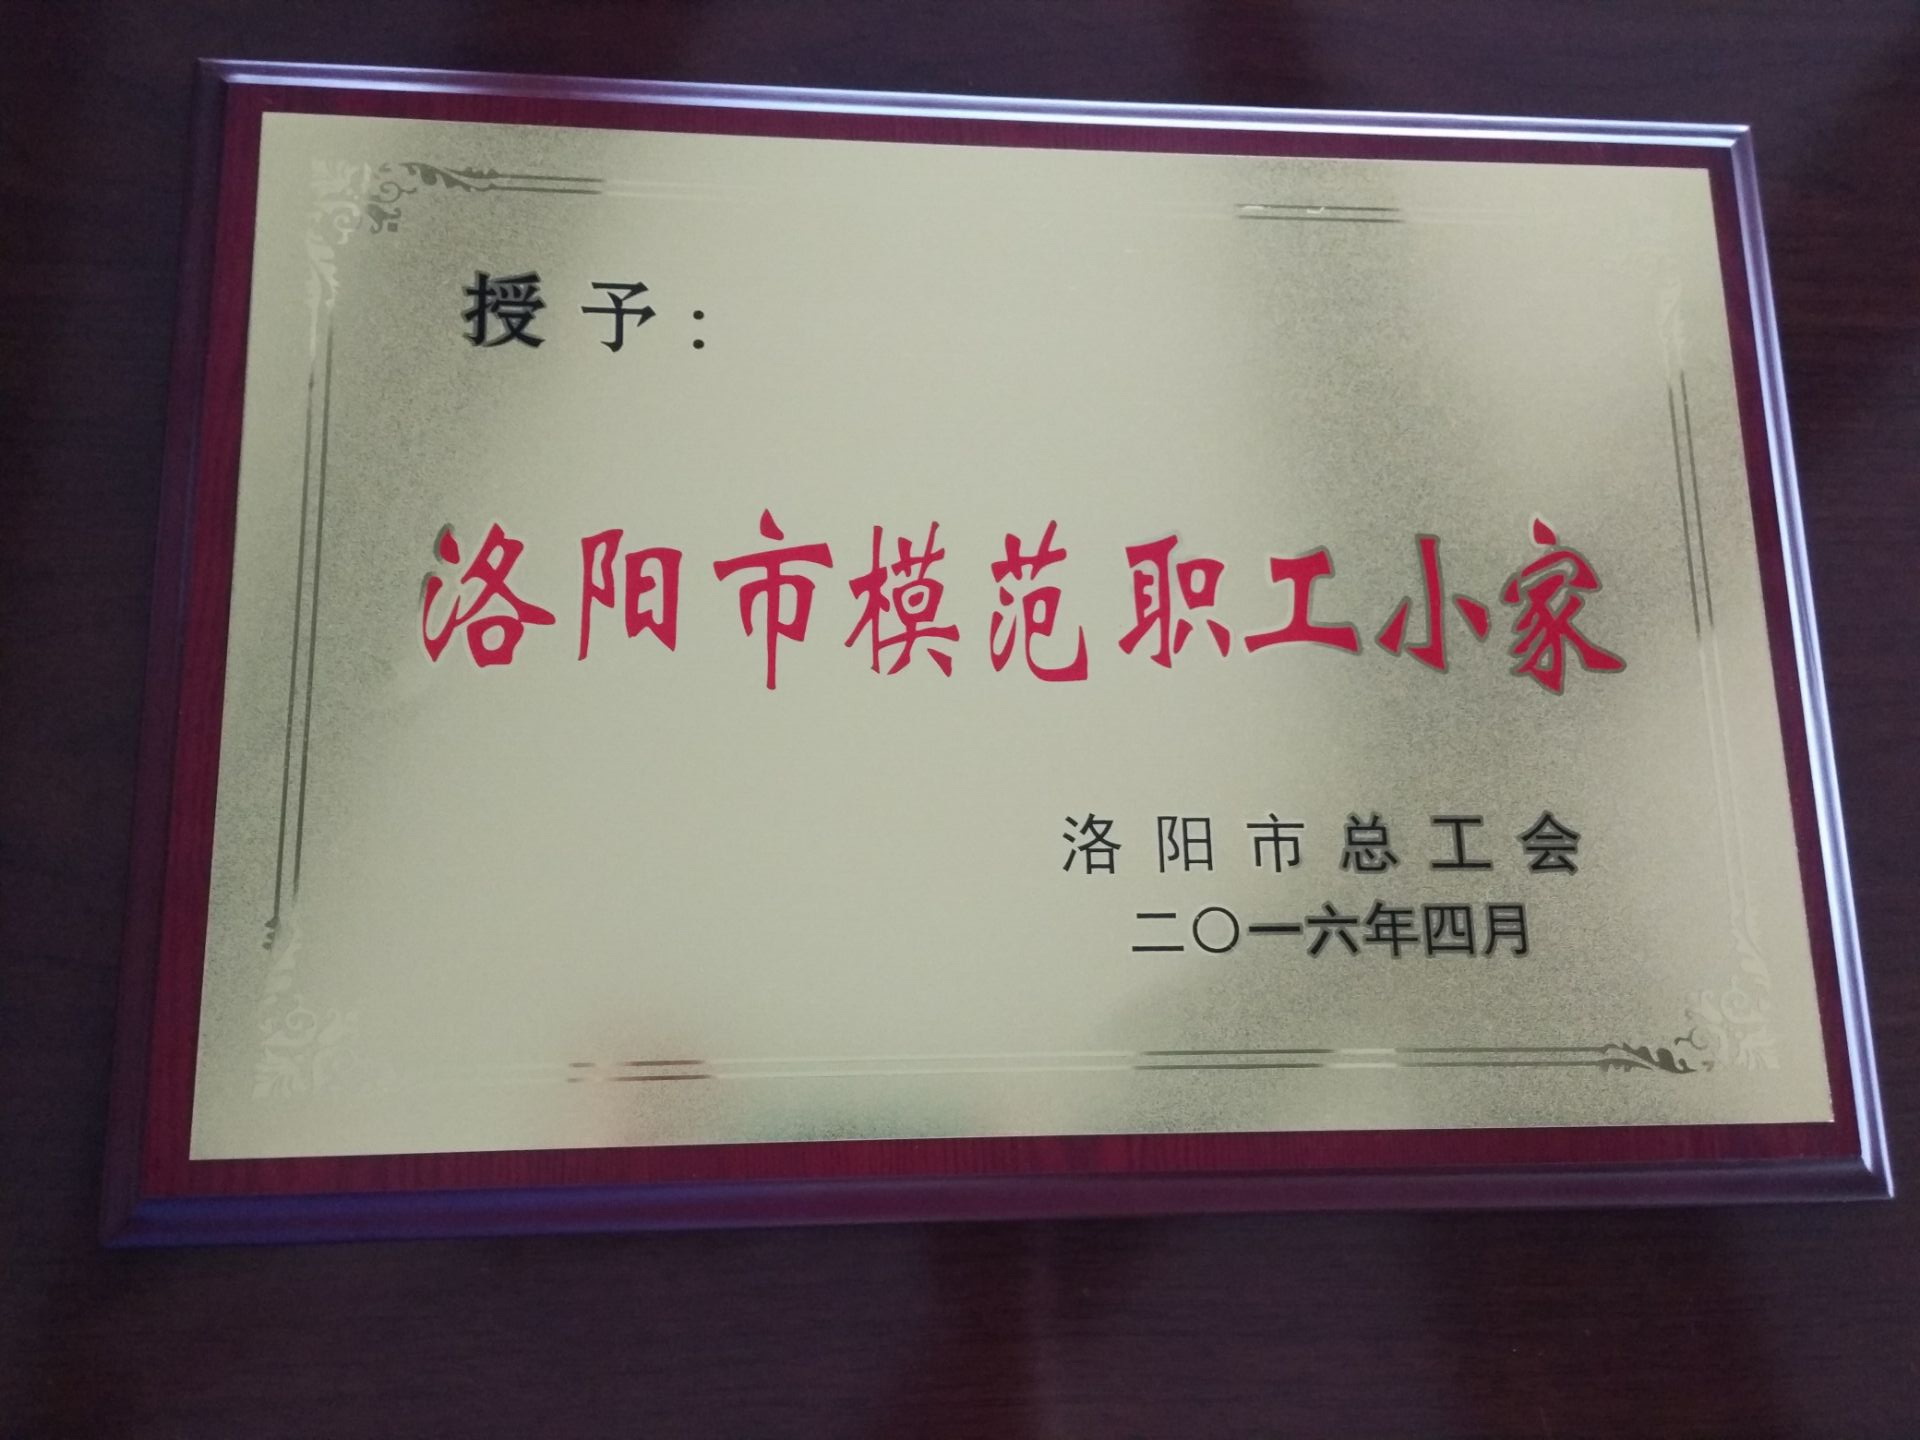 授予：
洛阳市模范职工小家
洛阳市总工会
二〇一六年四月